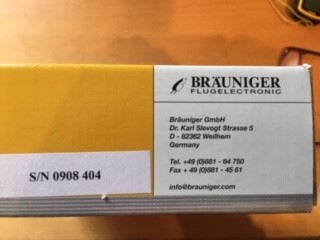 BRÄUNIGER
FLUGELECTRONIC
Bräuniger GmbH
Dr. Karl Slevogt Strasse 5
D - 82362 Weilheim
Germany
Tel. +49 (0)881 - 64 750
Fax + 49 (0)881 - 45 61
info@brauniger.com
S/N 0908 404